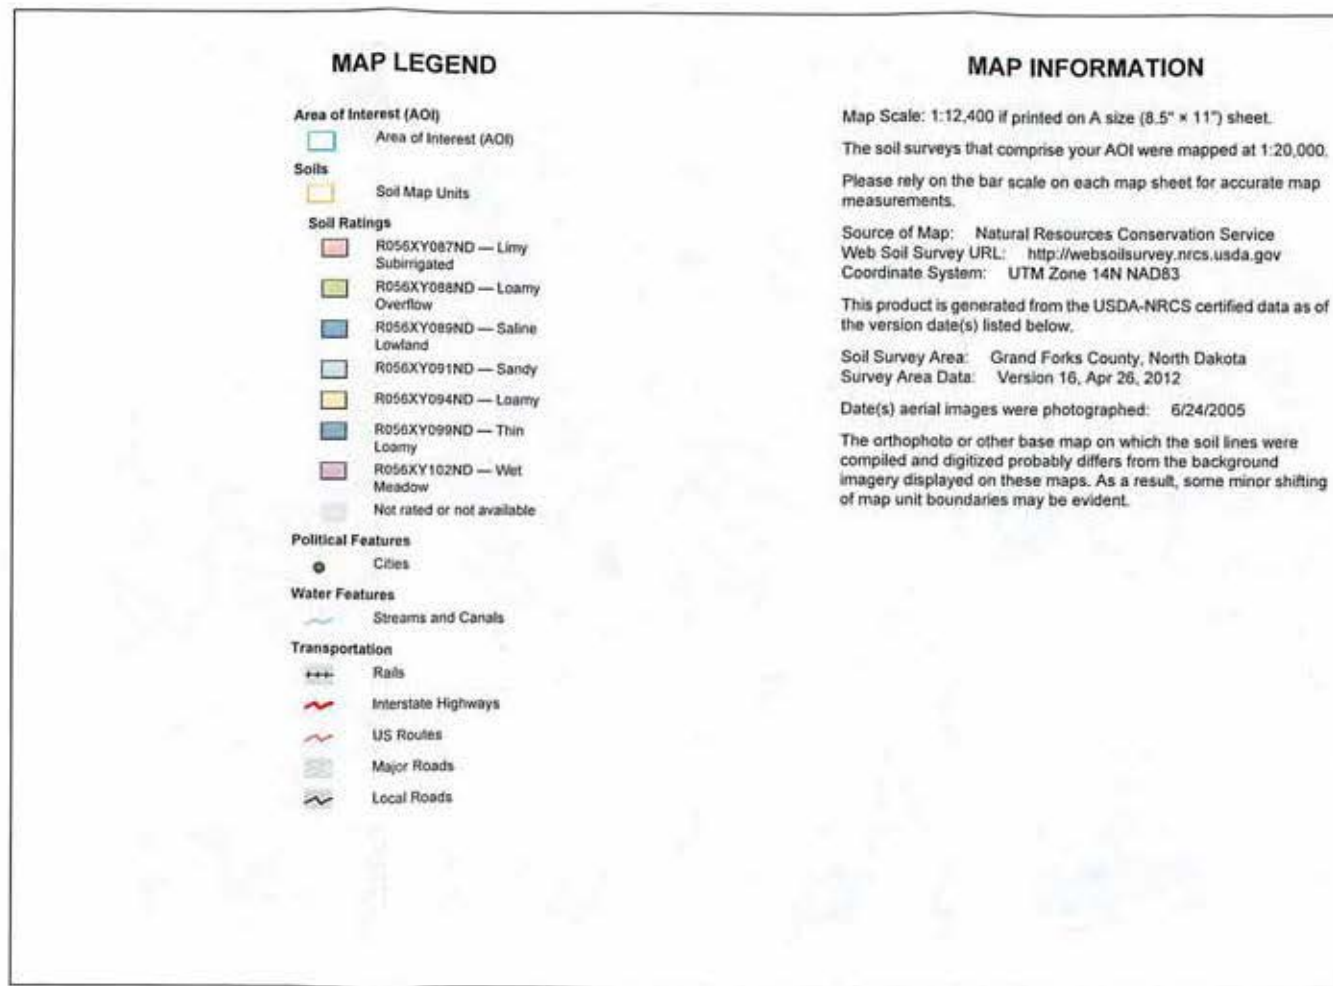 MAP LEGEND
Area of Interest (AOI)
Area of Interest (AOI)
Soils
Soil Map Units
Soil Ratings
R056XY087ND — Limy
Subirrigated
R056XY088ND — Loamy
Overflow
R056XY089ND — Saline
Lowland
R056XY091ND — Sandy
R056XY094ND — Loamy
R056XY099ND — Thin
Loamy
R056XY102ND — Wet
Meadow
Not rated or not available
Political Features
Cities
Water Features
Streams and Canals
Transportation
Rails
Interstate Highways
US Routes
Major Roads
Local Roads
MAP INFORMATION
Map Scale: 1:12,400 if printed on A size (8.5" × 11") sheet.
The soil surveys that comprise your AOI were mapped at 1:20,000.
Please rely on the bar scale on each map sheet for accurate map
measurements.
Source of Map: Natural Resources Conservation Service
Web Soil Survey URL: http://websoilsurvey.nrcs.usda.gov
Coordinate System: UTM Zone 14N NAD83
This product is generated from the USDA-NRCS certified data as of
the version date(s) listed below.
Soil Survey Area: Grand Forks County, North Dakota
Survey Area Data: Version 16, Apr 26, 2012
Date(s) aerial images were photographed: 6/24/2005
The orthophoto or other base map on which the soil lines were
compiled and digitized probably differs from the background
imagery displayed on these maps. As a result, some minor shifting
of map unit boundaries may be evident.